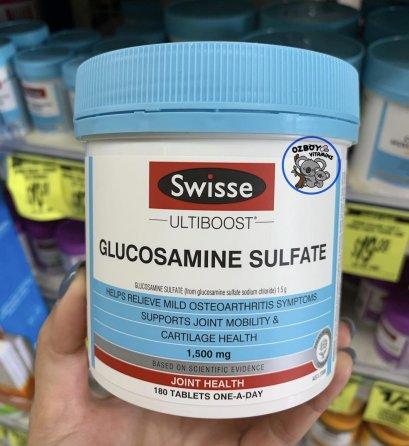 OZBOY
VITAMINS
Swisse
ULTIBOOST®
GLUCOSAMINE SULFATE
GLUCOSAMINE SULFATE (from glucosamine sulfate sodium chloride) 1.5 g
HELPS RELIEVE MILD OSTEOARTHRITIS SYMPTOMS
SUPPORTS JOINT MOBILITY &
CARTILAGE HEALTH
1,500 mg
BASED ON SCIENTIFIC EVIDENCE
JOINT HEALTH
180 TABLETS ONE-A-DAY